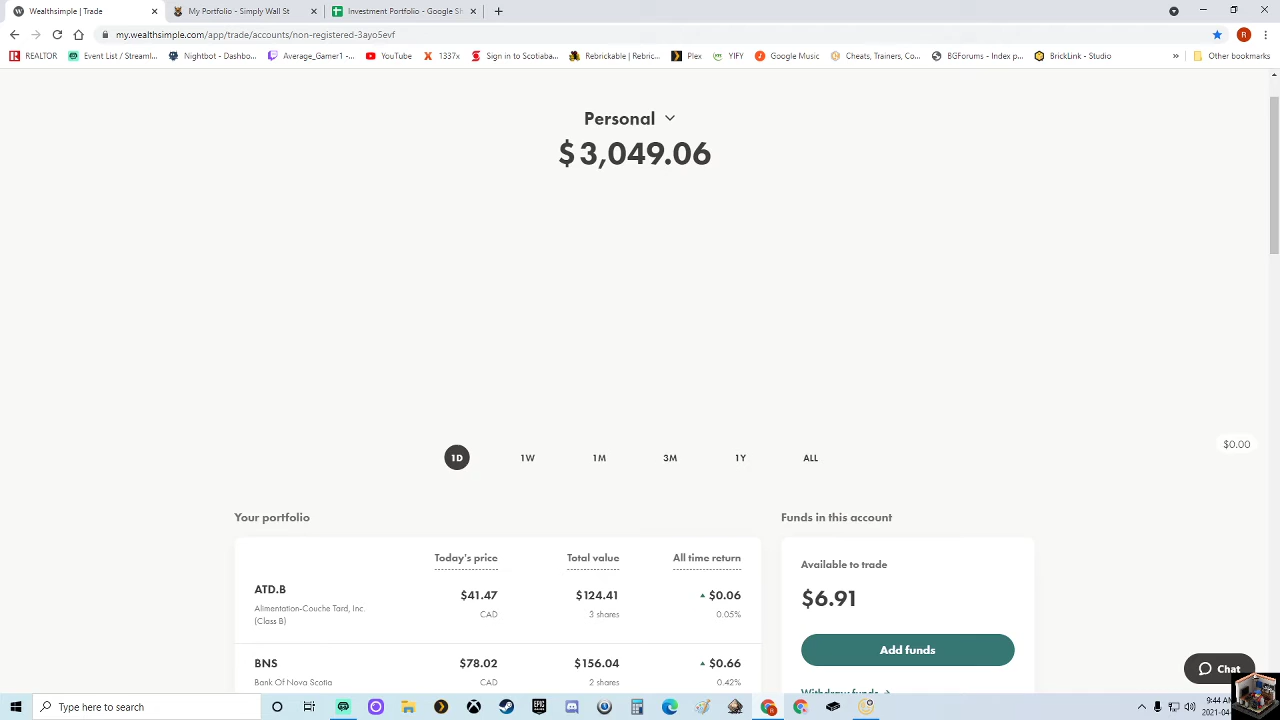 Wealthsimple | Trade
My Portfolio - Simply Wall St
Investment Portfolio - Google Sh
my.wealthsimple.com/app/trade/accounts/non-registered-3ayo5evf
REALTOR
Event List / Streaml...
Nightbot - Dashbo...
Average_Gamer1 -...
YouTube
1337x
Sign in to Scotiaba...
Rebrickable | Rebric...
Plex
YIFY
Google Music
Cheats, Trainers, Co...
BGForums - Index p...
BrickLink - Studio
»
Other bookmarks
Personal
$3,049.06
$0.00
1D 1W 1M 3M 1Y ALL
Your portfolio
Today's price Total value All time return
ATD.B $41.47 $124.41 $0.06
Alimentation-Couche Tard, Inc. (Class B) CAD 3 shares 0.05%
BNS $78.02 $156.04 $0.66
Bank Of Nova Scotia CAD 2 shares 0.42%
Funds in this account
Available to trade
$6.91
Add funds
Withdraw funds
Chat
Type here to search
9:44 AM
2021-04